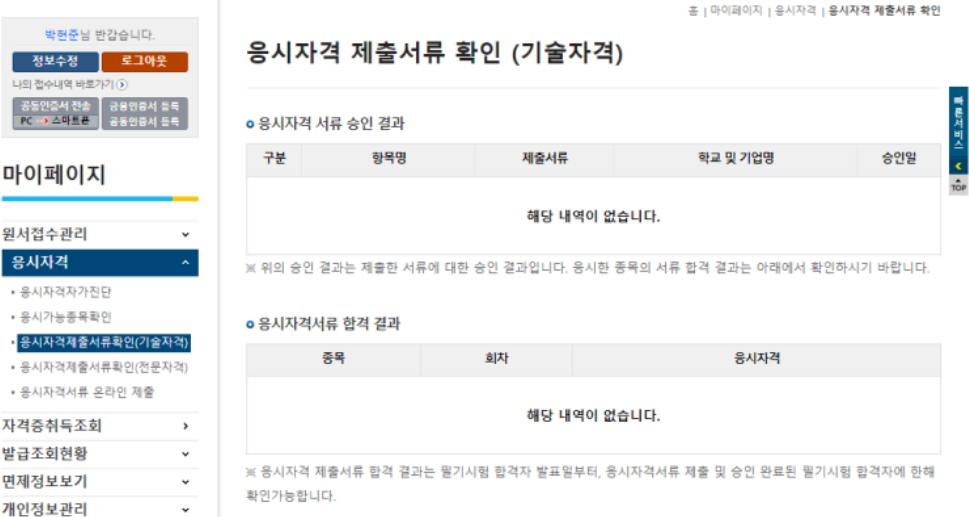 홈 | 마이페이지 | 응시자격 | 응시자격 제출서류 확인
박현준님 반갑습니다.
정보수정 로그아웃
나의 접수내역 바로가기
공동인증서 전송 PC 스마트폰
금융인증서 등록
공동인증서 등록
마이페이지
원서접수관리
응시자격
• 응시자격자가진단
• 응시가능종목확인
• 응시자격제출서류확인(기술자격)
• 응시자격제출서류확인(전문자격)
• 응시자격서류 온라인 제출
자격증취득조회
발급조회현황
면제정보보기
개인정보관리
응시자격 제출서류 확인 (기술자격)
응시자격 서류 승인 결과
구분 항목명 제출서류 학교 및 기업명 승인일
해당 내역이 없습니다.
※ 위의 승인 결과는 제출한 서류에 대한 승인 결과입니다. 응시한 종목의 서류 합격 결과는 아래에서 확인하시기 바랍니다.
응시자격서류 합격 결과
종목 회차 응시자격
해당 내역이 없습니다.
※ 응시자격 제출서류 합격 결과는 필기시험 합격자 발표일부터, 응시자격서류 제출 및 승인 완료된 필기시험 합격자에 한해
확인가능합니다.
빠른서비스
TOP